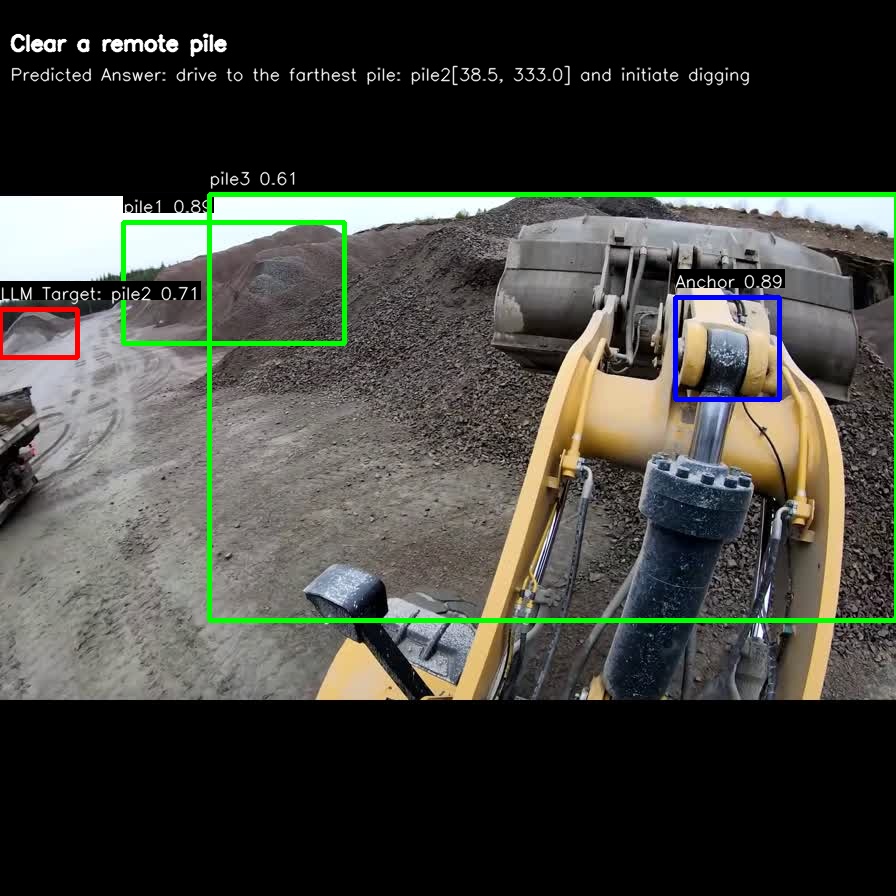 Clear a remote pile
Predicted Answer: drive to the farthest pile: pile2[38.5, 333.0] and initiate digging
pile3 0.61
pile1 0.89
Anchor 0.89
LLM Target: pile2 0.71